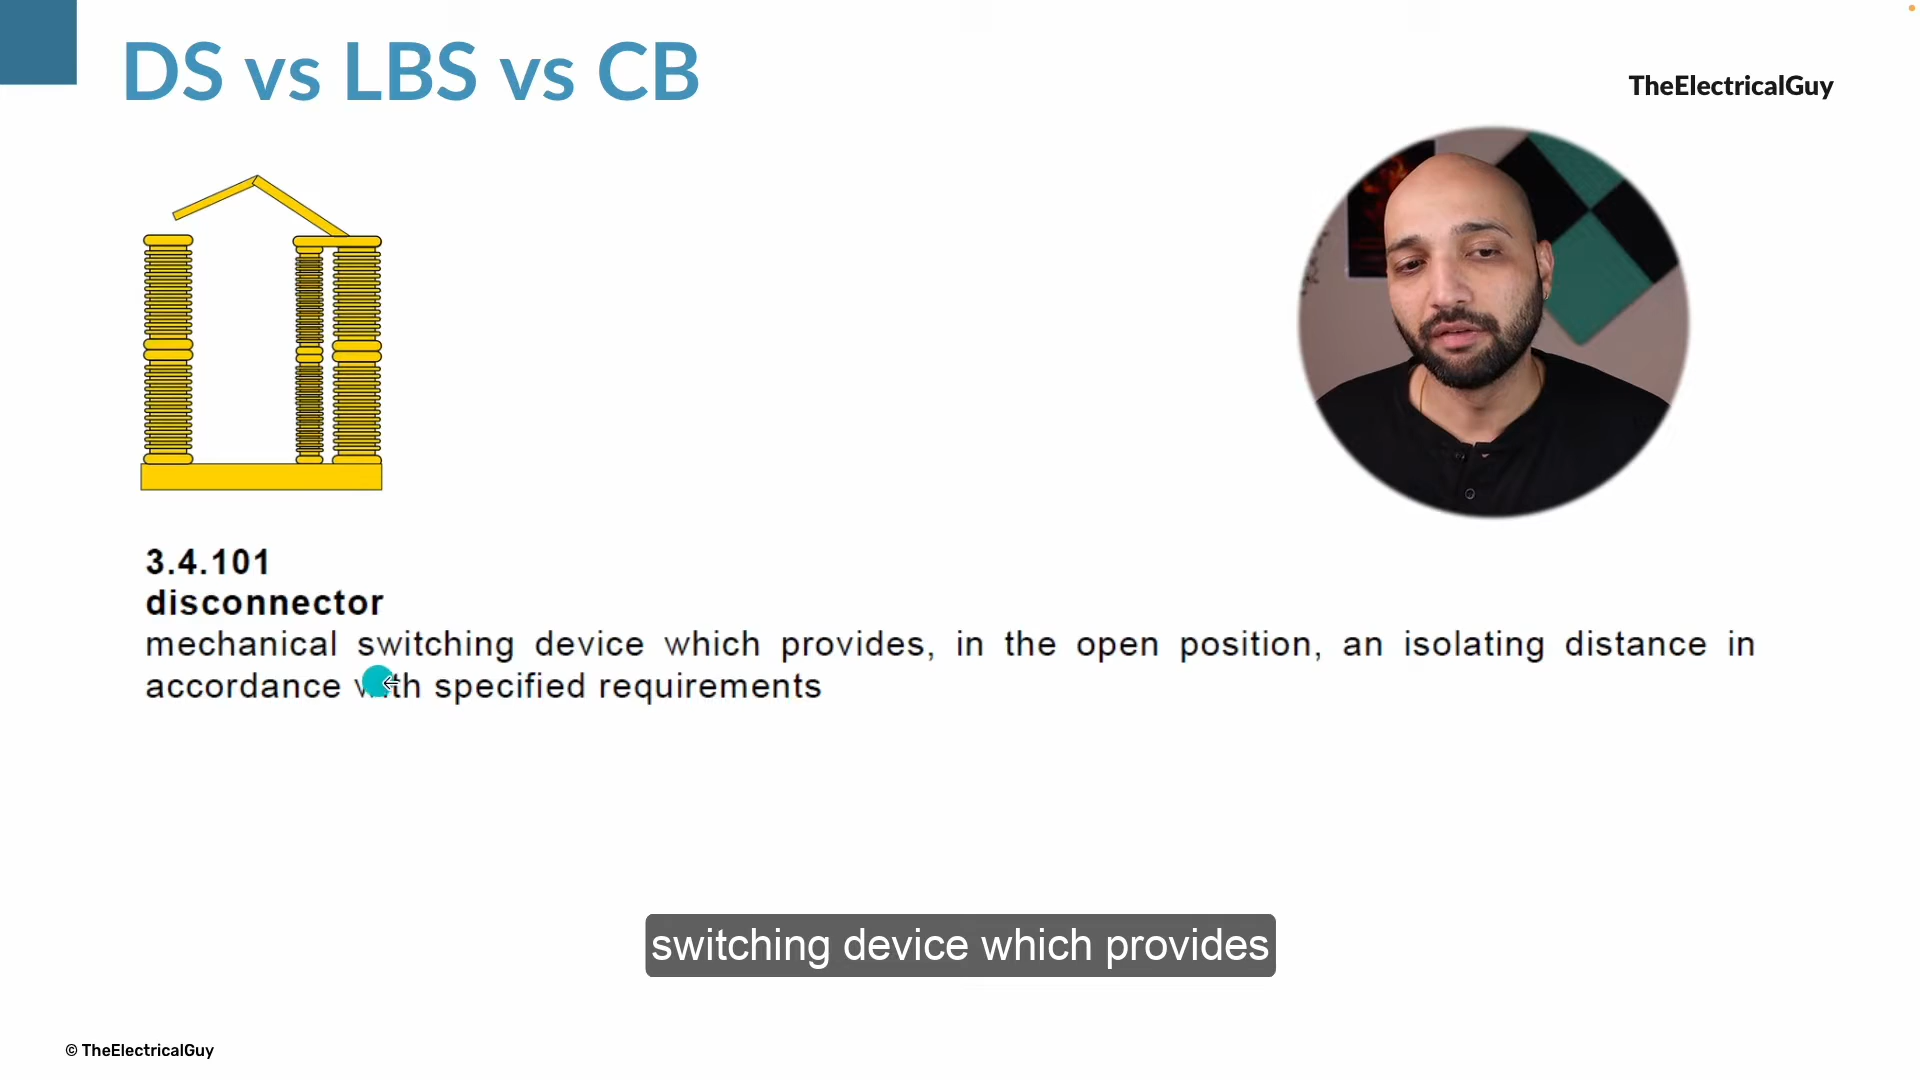 DS vs LBS vs CB
TheElectricalGuy
3.4.101
disconnector
mechanical switching device which provides, in the open position, an isolating distance in
accordance with specified requirements
switching device which provides
© TheElectricalGuy